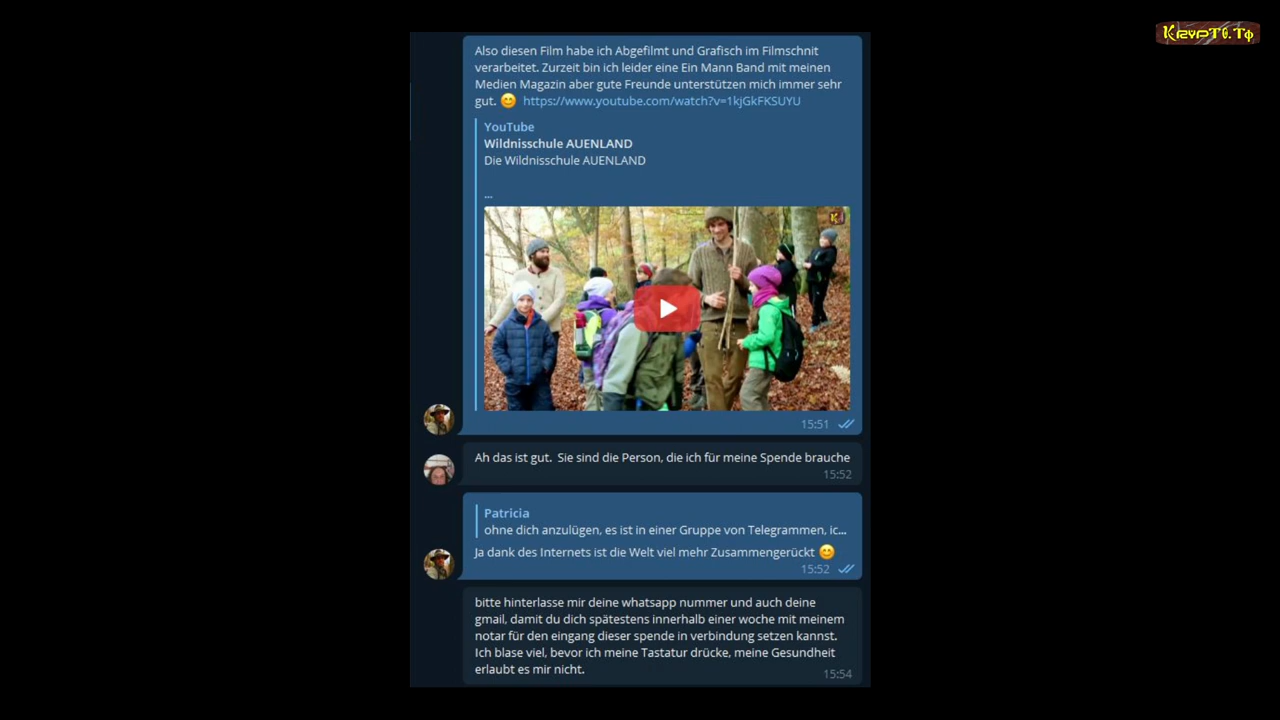 KrypT0.Tφ
Also diesen Film habe ich Abgefilmt und Grafisch im Filmschnit
verarbeitet. Zurzeit bin ich leider eine Ein Mann Band mit meinen
Medien Magazin aber gute Freunde unterstützen mich immer sehr
gut. 😊 https://www.youtube.com/watch?v=1kjGkFKSUYU
YouTube
Wildnisschule AUENLAND
Die Wildnisschule AUENLAND
...
15:51
Ah das ist gut.  Sie sind die Person, die ich für meine Spende brauche
15:52
Patricia
ohne dich anzulügen, es ist in einer Gruppe von Telegrammen, ic...
Ja dank des Internets ist die Welt viel mehr Zusammengerückt 😊
15:52
bitte hinterlasse mir deine whatsapp nummer und auch deine
gmail, damit du dich spätestens innerhalb einer woche mit meinem
notar für den eingang dieser spende in verbindung setzen kannst.
Ich blase viel, bevor ich meine Tastatur drücke, meine Gesundheit
erlaubt es mir nicht.
15:54